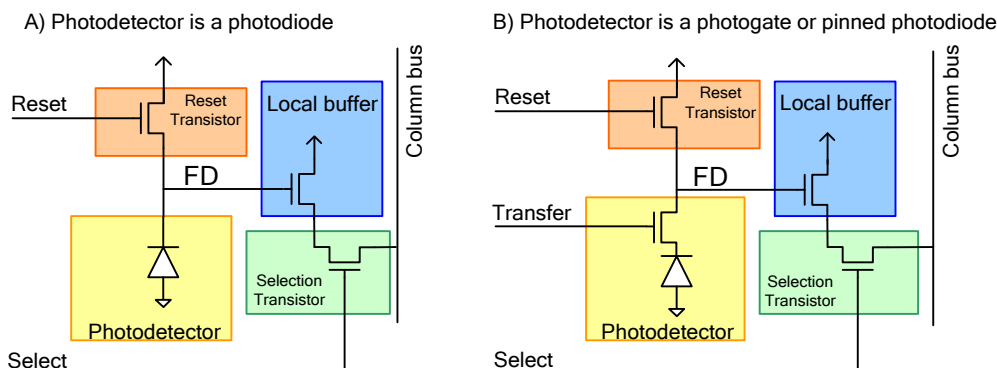 A) Photodetector is a photodiode
Reset
Reset
Transistor
Local buffer
Column bus
FD
Photodetector
Selection
Transistor
Select
B) Photodetector is a photogate or pinned photodiode
Reset
Reset
Transistor
Local buffer
Column bus
FD
Transfer
Photodetector
Selection
Transistor
Select